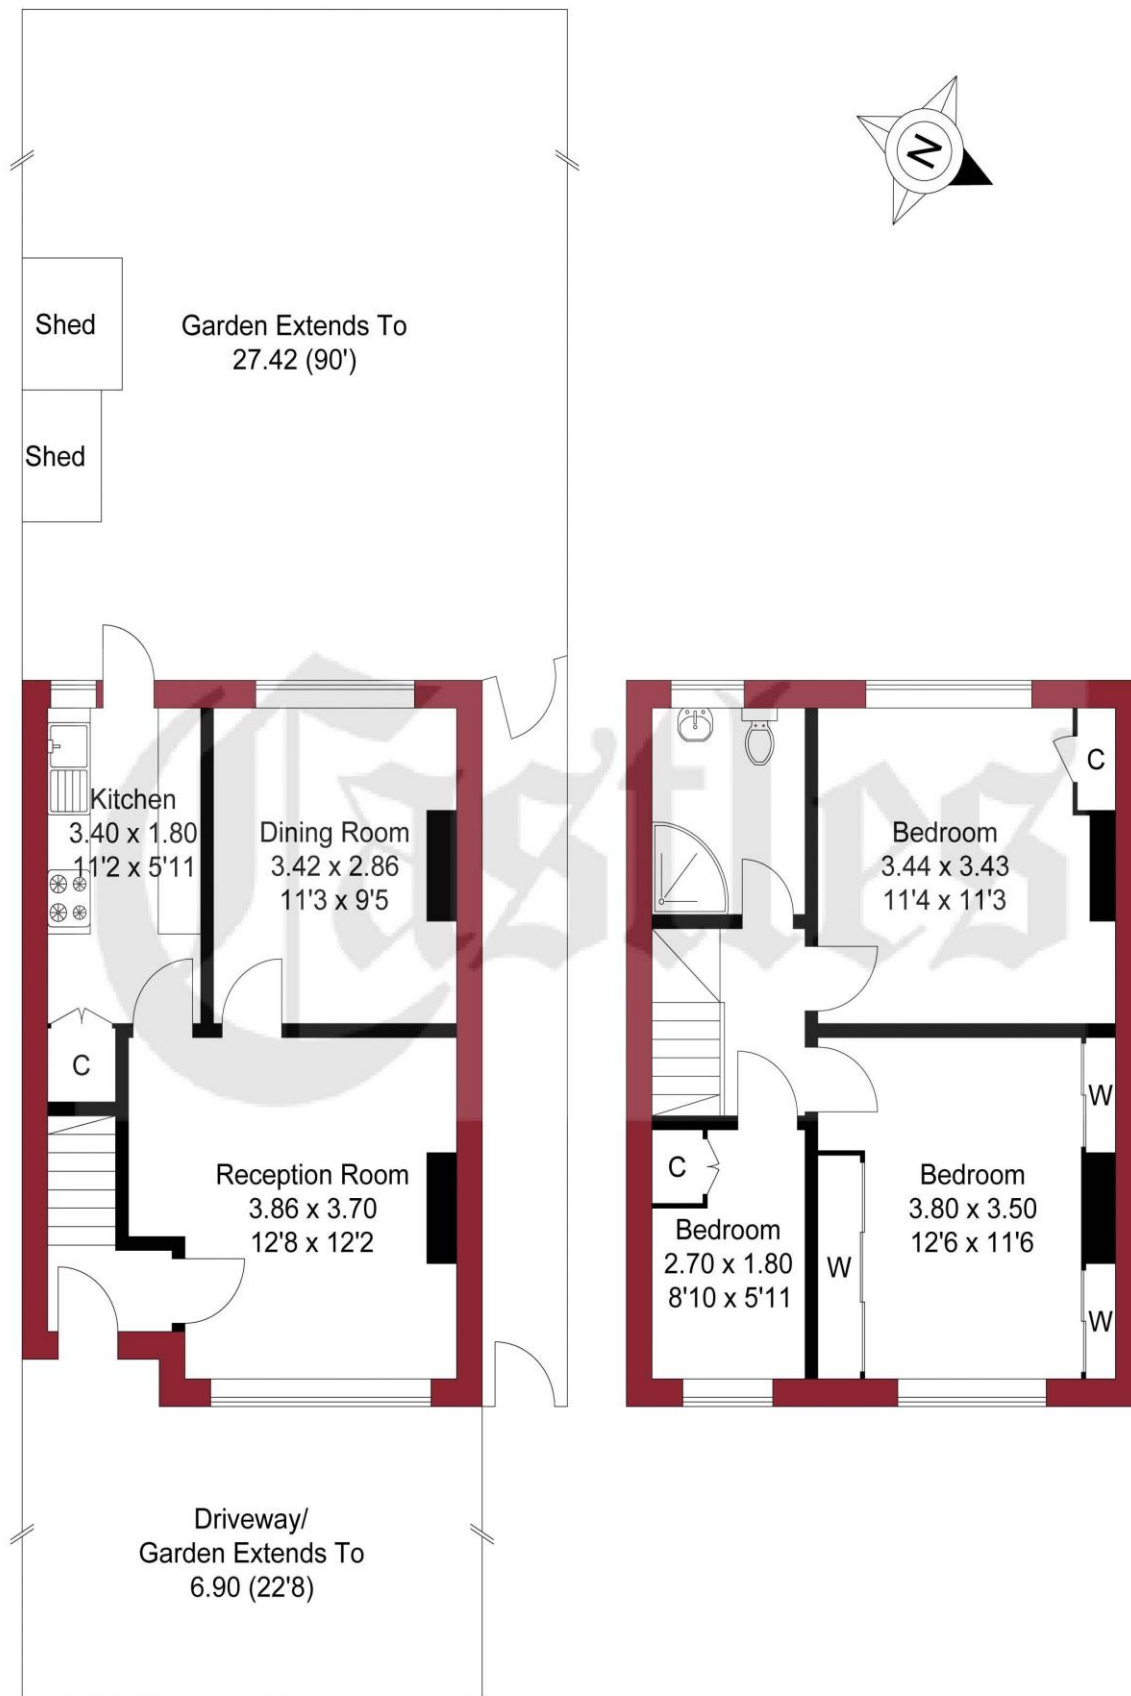 N
Shed
Garden Extends To
27.42 (90')
Shed
Kitchen
3.40 x 1.80
11'2 x 5'11
Dining Room
3.42 x 2.86
11'3 x 9'5
C
Reception Room
3.86 x 3.70
12'8 x 12'2
Driveway/
Garden Extends To
6.90 (22'8)
C
Bedroom
3.44 x 3.43
11'4 x 11'3
W
C
Bedroom
2.70 x 1.80
8'10 x 5'11
W
Bedroom
3.80 x 3.50
12'6 x 11'6
W
Castles